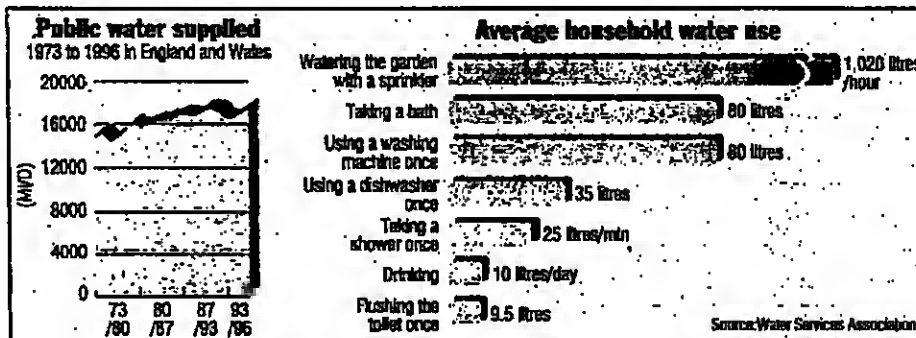 Public water supplied
1973 to 1996 in England and Wales
20000
16000
12000
8000
4000
0
(MVD)
73
/80
80
/87
87
/93
93
/96
Average household water use
Watering the garden
with a sprinkler
1,020 litres
/hour
Taking a bath
80 litres
Using a washing
machine once
80 litres
Using a dishwasher
once
35 litres
Taking a
shower once
25 litres/min
Drinking
10 litres/day
Flushing the
toilet once
9.5 litres
Source: Water Services Association